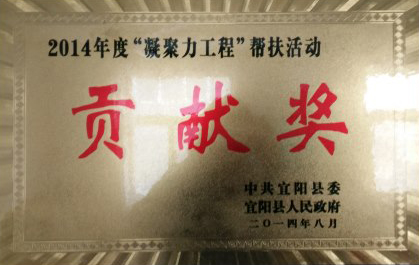 2014年度“凝聚力工程”帮扶活动
贡献奖
中共宜阳县委
宜阳县人民政府
二〇一四年八月